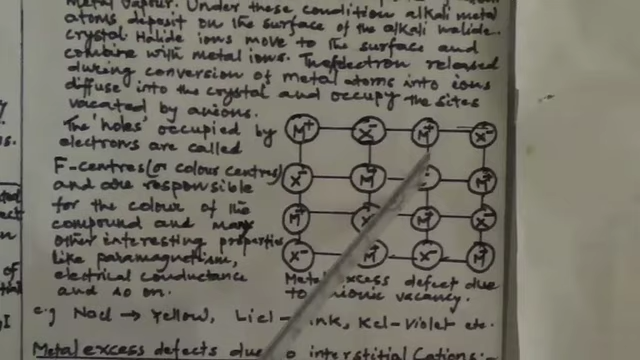 metal vapour. Under these condition alkali metal
atoms deposit on the surface of the alkali halide.
crystal Halide ions move to the surface and
combine with metal ions. The electron released
during conversion of metal atoms into ions
diffuse into the crystal and occupy the sites
vacated by anions.
The 'holes' occupied by
electrons are called
F-centres (or colour centres)
and are responsible
for the colour of the
compound and many
other interesting properties
like paramagnetism,
electrical conductance
and so on.
M+ X- M+ X-
X- M+ - M+
M+ X M+ X-
X- M+ X- M+
Metal excess defect due
to anionic vacancy.
e.g Nacl → Yellow, Licl - ink, Kcl - Violet etc.
Metal excess defects due o interstitial Cations:-